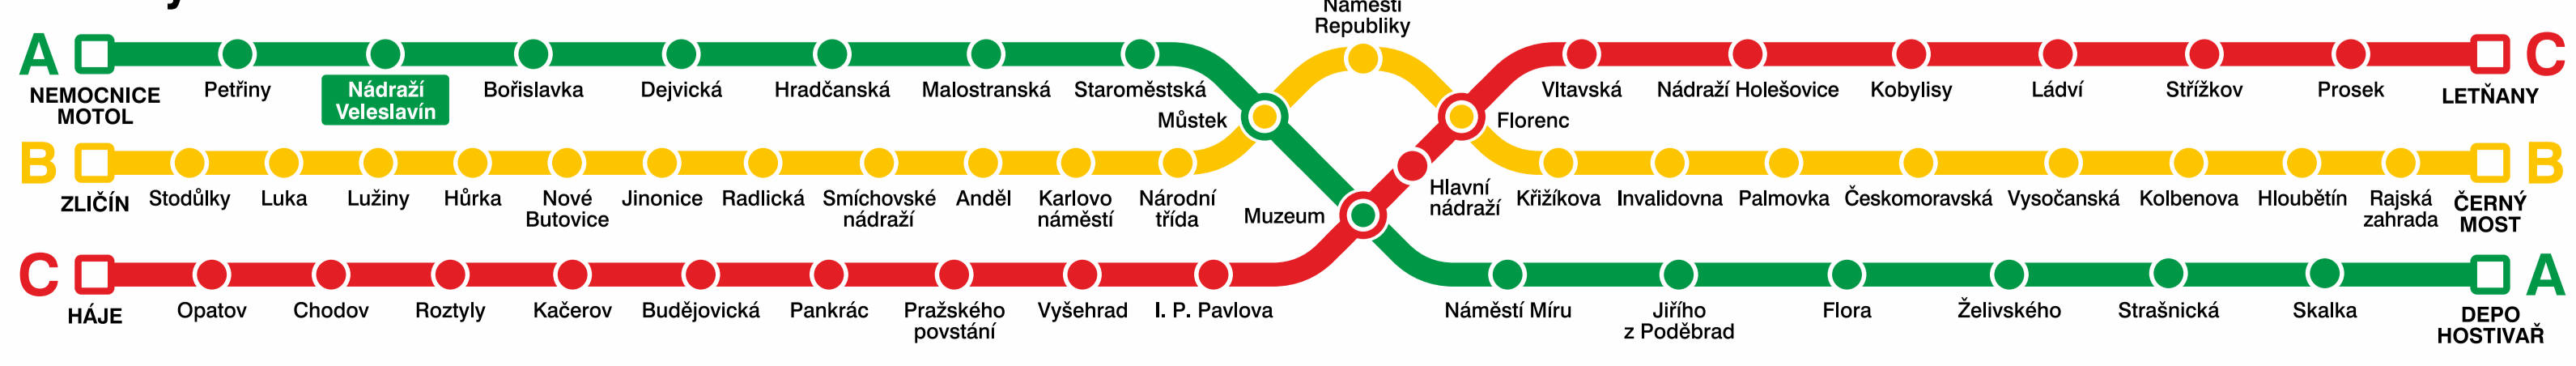 Náměstí
Republiky
A
NEMOCNICE
MOTOL
Petřiny
Nádraží
Veleslavín
Bořislavka
Dejvická
Hradčanská
Malostranská
Staroměstská
Můstek
Florenc
Vltavská
Nádraží Holešovice
Kobylisy
Ládví
Střížkov
Prosek
LETŇANY
C
B
ZLIČÍN
Stodůlky
Luka
Lužiny
Hůrka
Nové
Butovice
Jinonice
Radlická
Smíchovské
nádraží
Anděl
Karlovo
náměstí
Národní
třída
Muzeum
Hlavní
nádraží
Křižíkova
Invalidovna
Palmovka
Českomoravská
Vysočanská
Kolbenova
Hloubětín
Rajská
zahrada
ČERNÝ
MOST
B
C
HÁJE
Opatov
Chodov
Roztyly
Kačerov
Budějovická
Pankrác
Pražského
povstání
Vyšehrad
I. P. Pavlova
Náměstí Míru
Jiřího
z Poděbrad
Flora
Želivského
Strašnická
Skalka
DEPO
HOSTIVAŘ
A